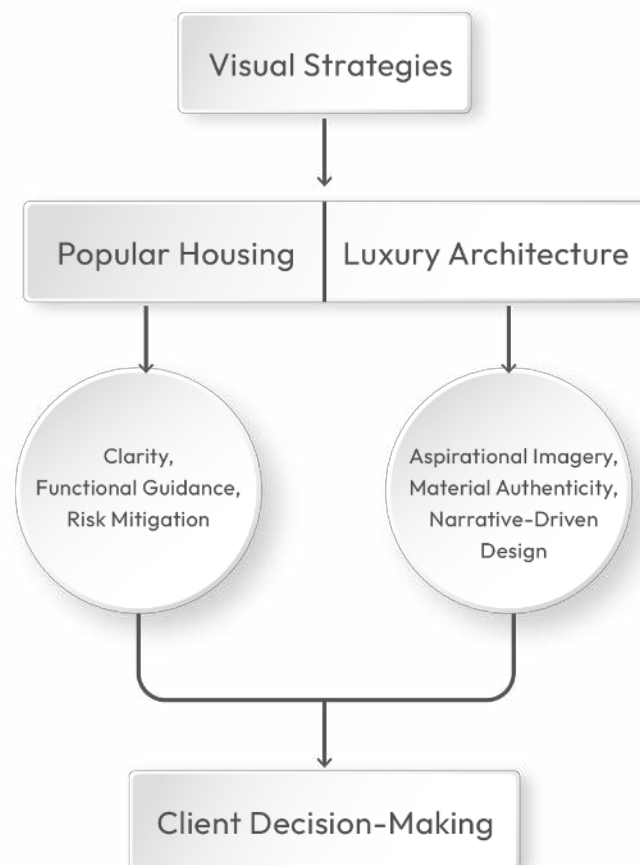 Visual Strategies
Popular Housing
Luxury Architecture
Clarity,
Functional Guidance,
Risk Mitigation
Aspirational Imagery,
Material Authenticity,
Narrative-Driven
Design
Client Decision-Making